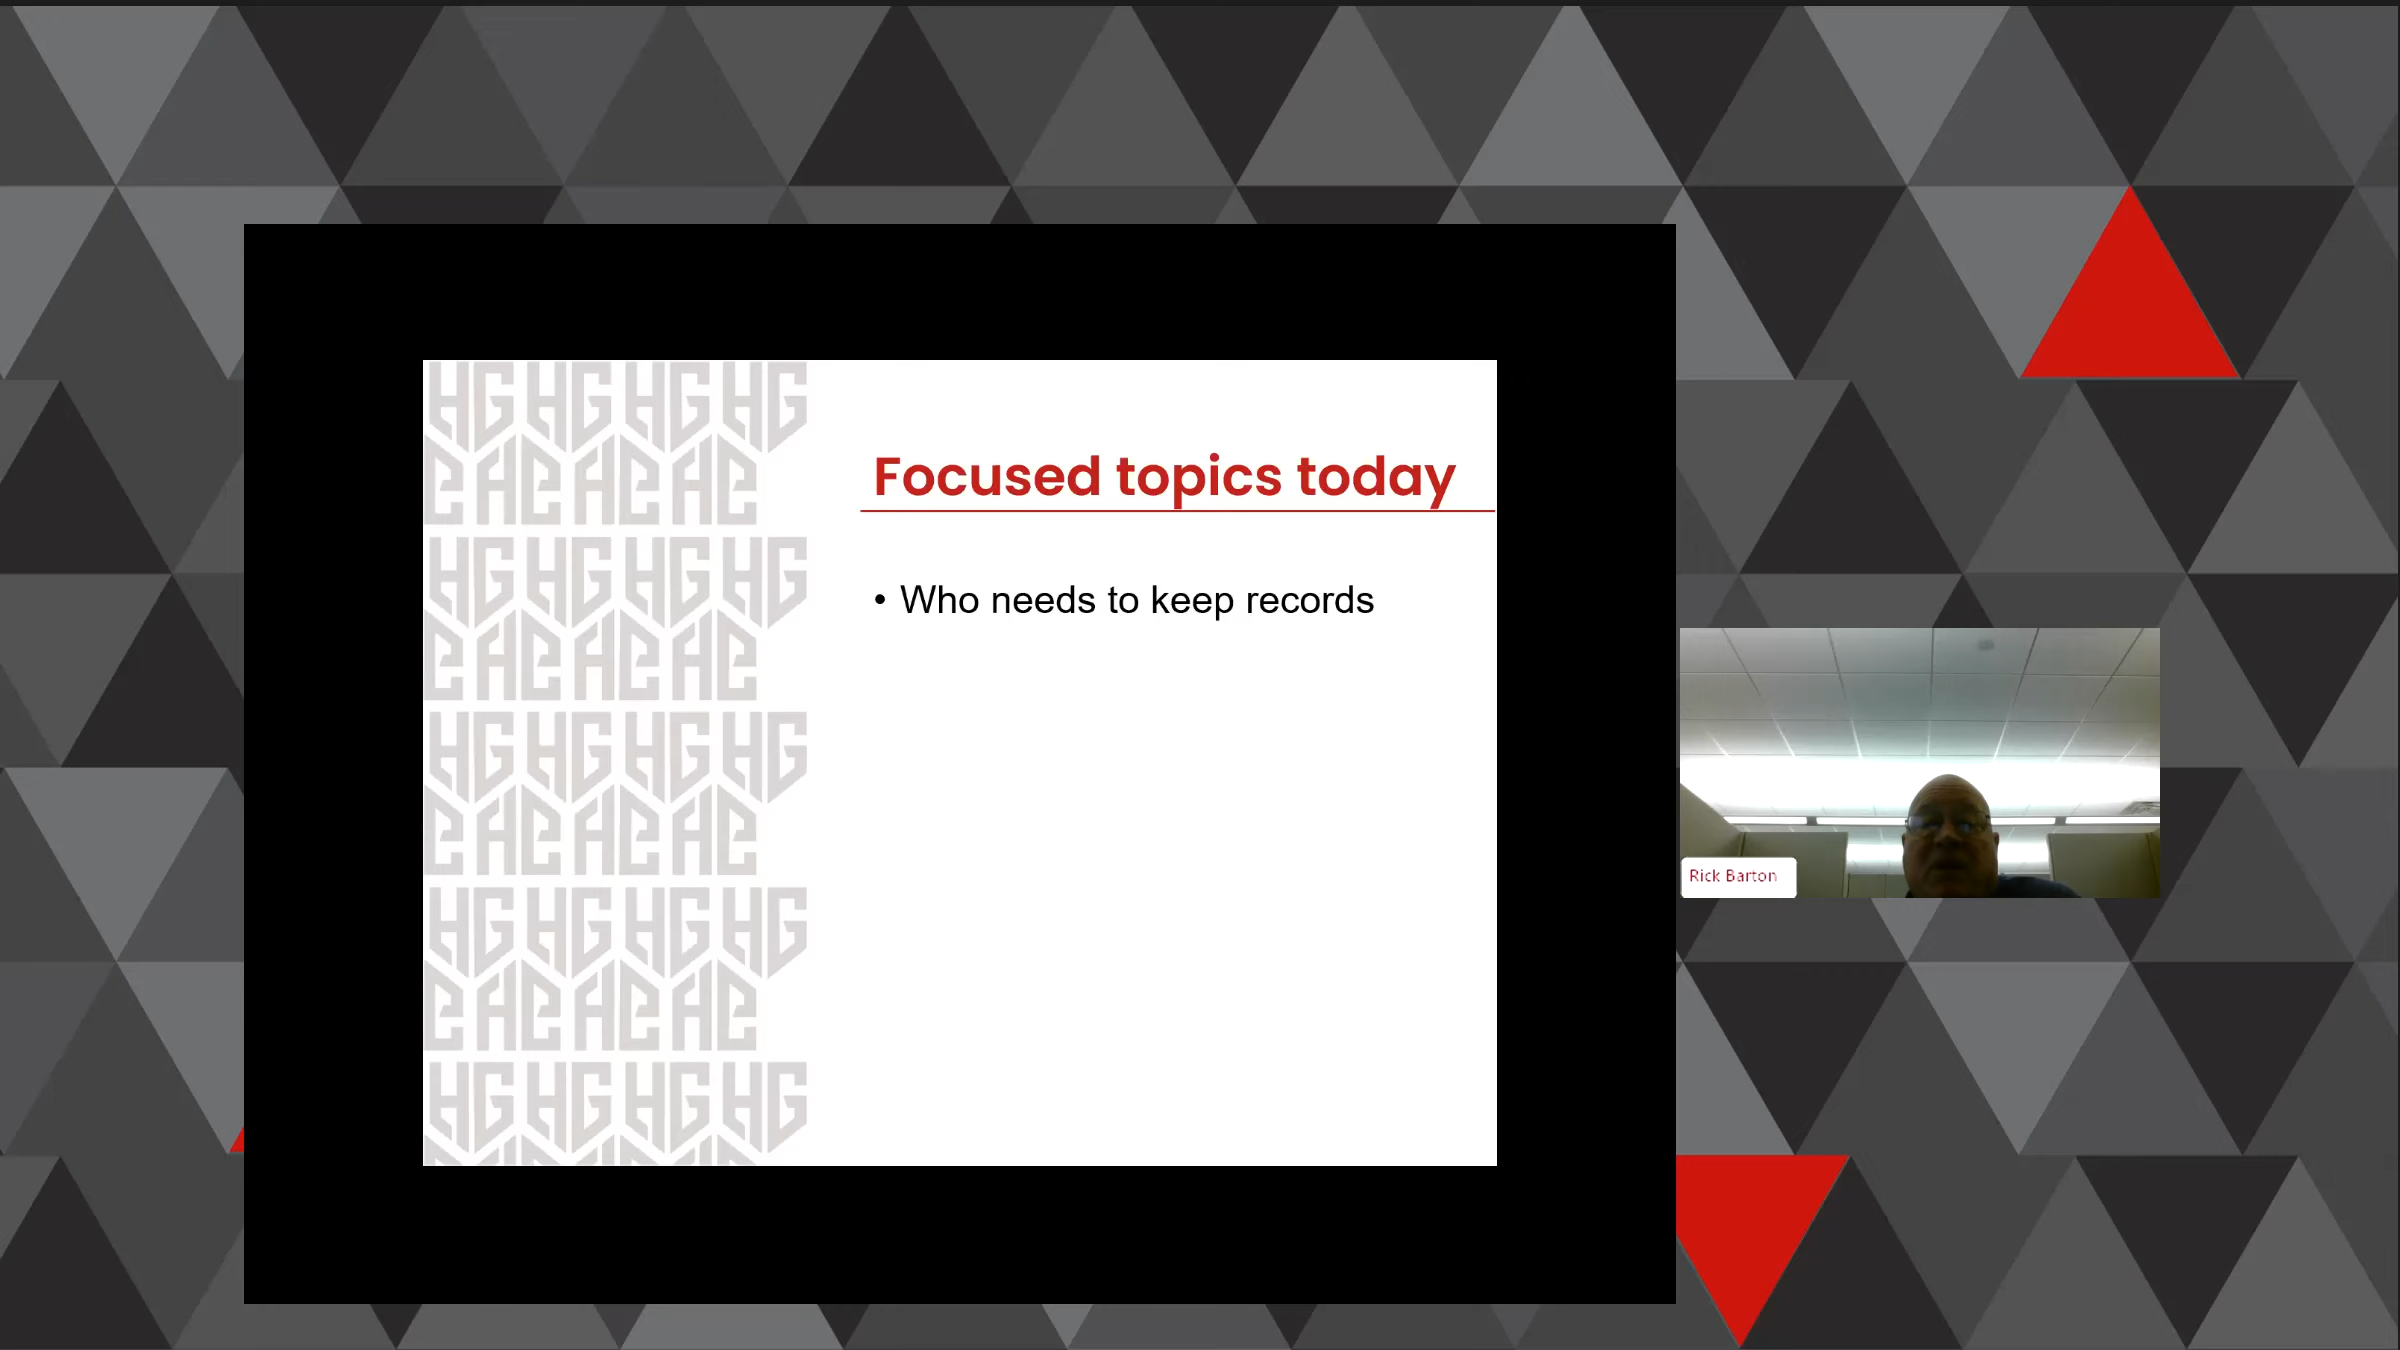 Focused topics today
• Who needs to keep records
Rick Barton